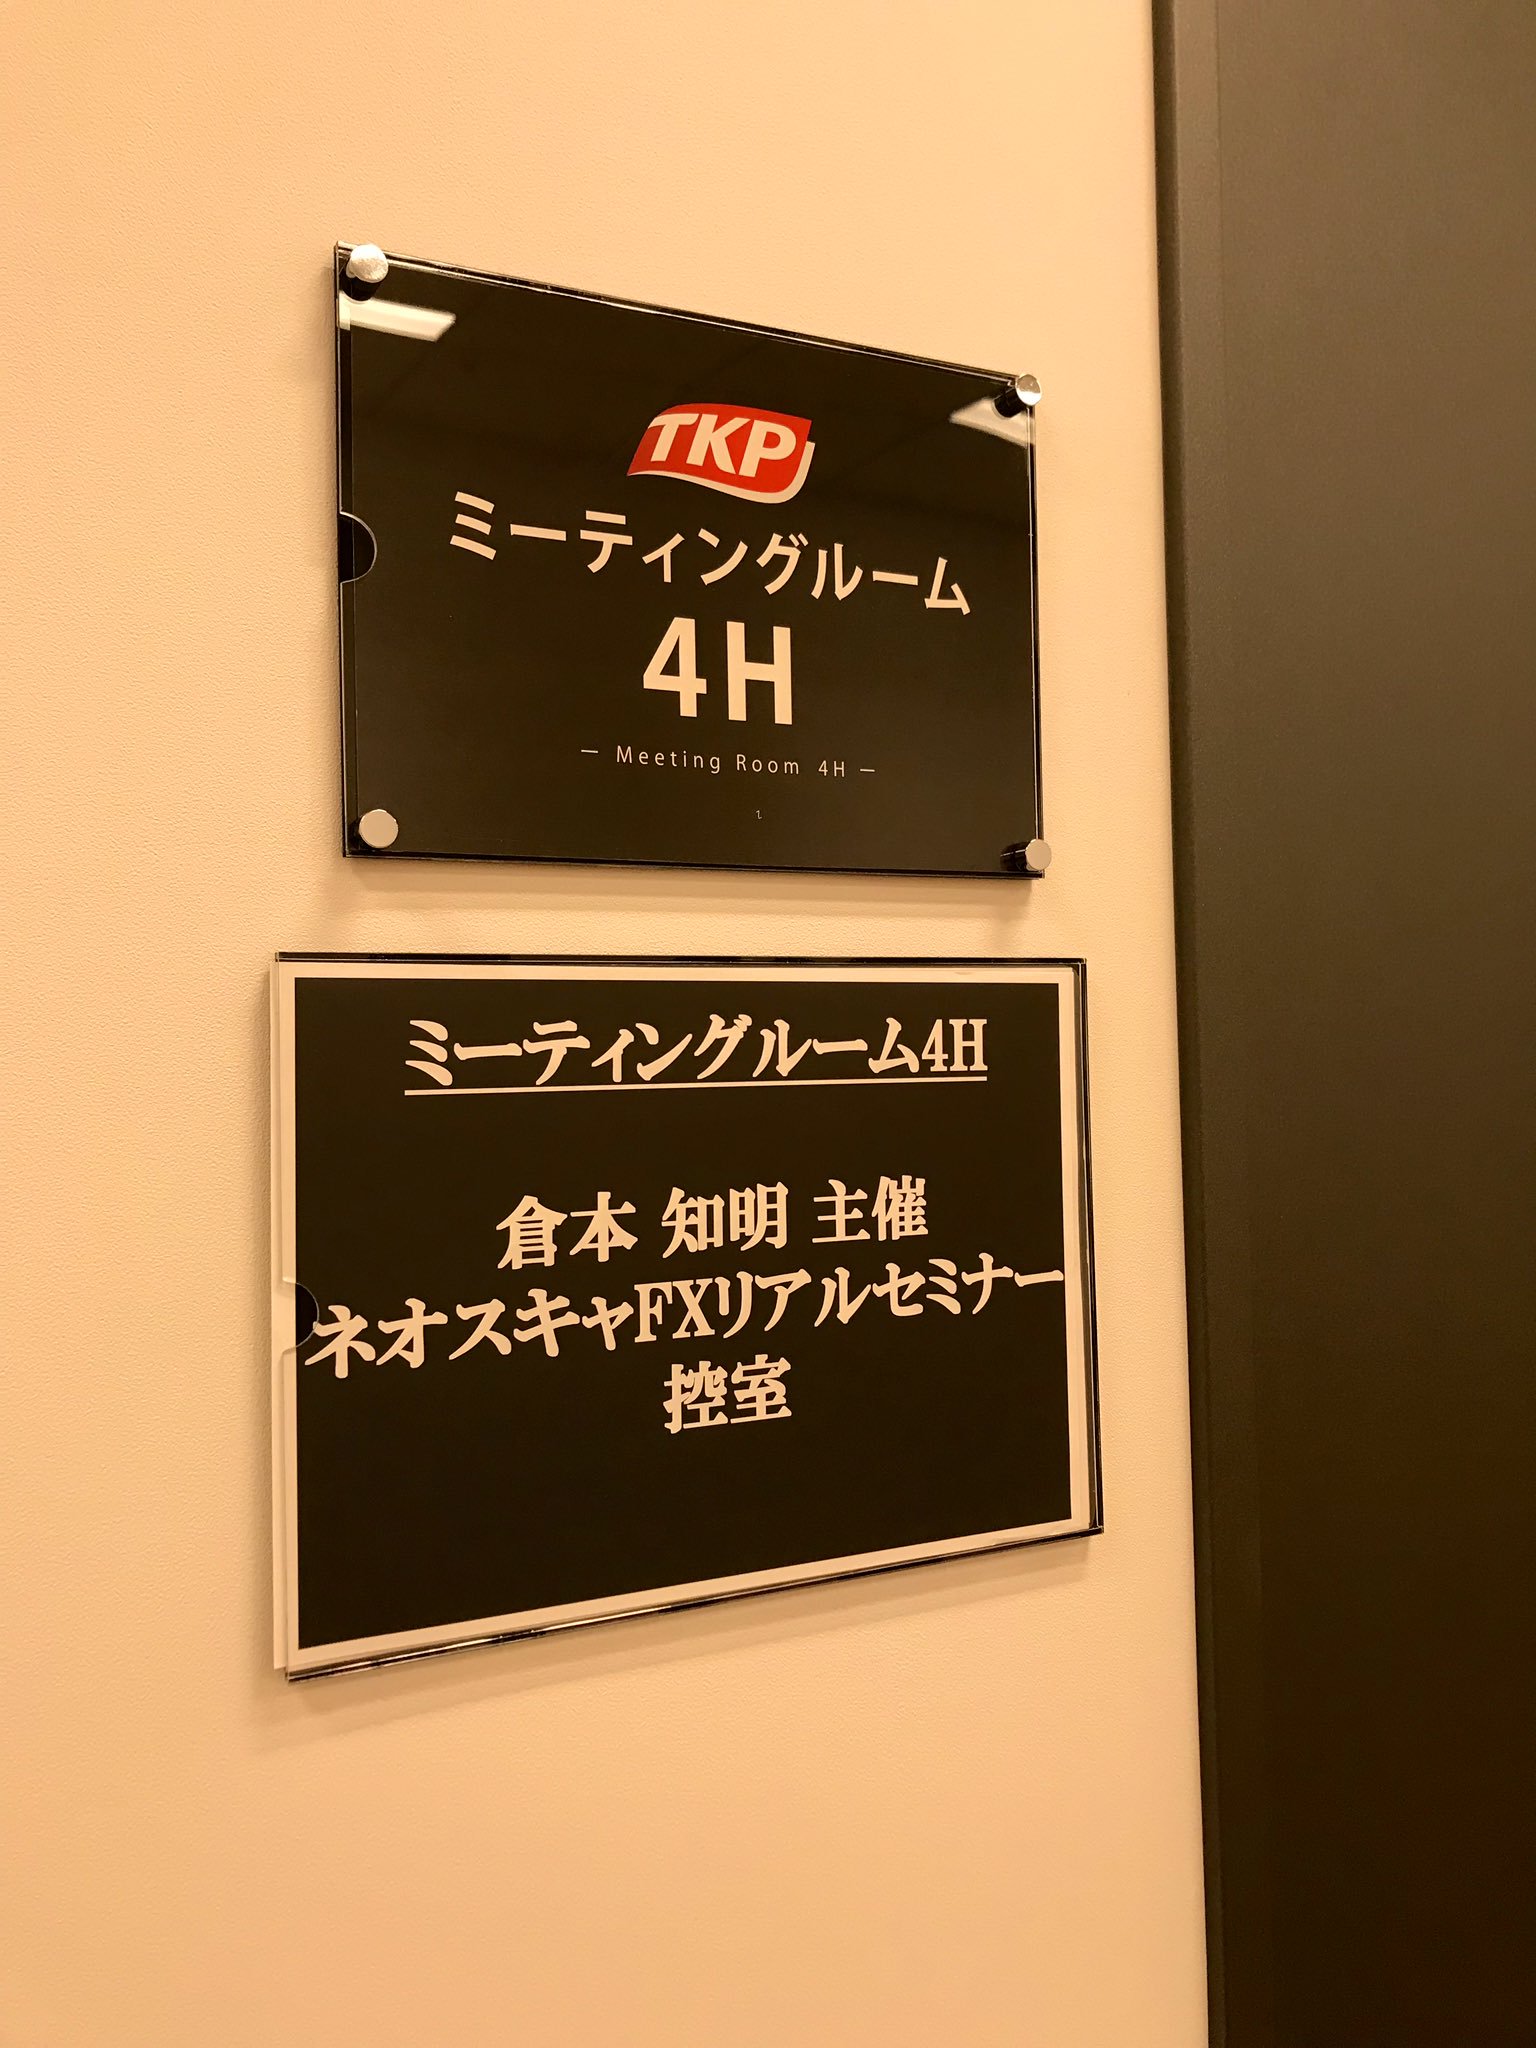 TKP
ミーティングルーム
4H
— Meeting Room 4H —
ミーティングルーム4H
倉本 知明 主催
ネオスキャFXリアルセミナー
控室